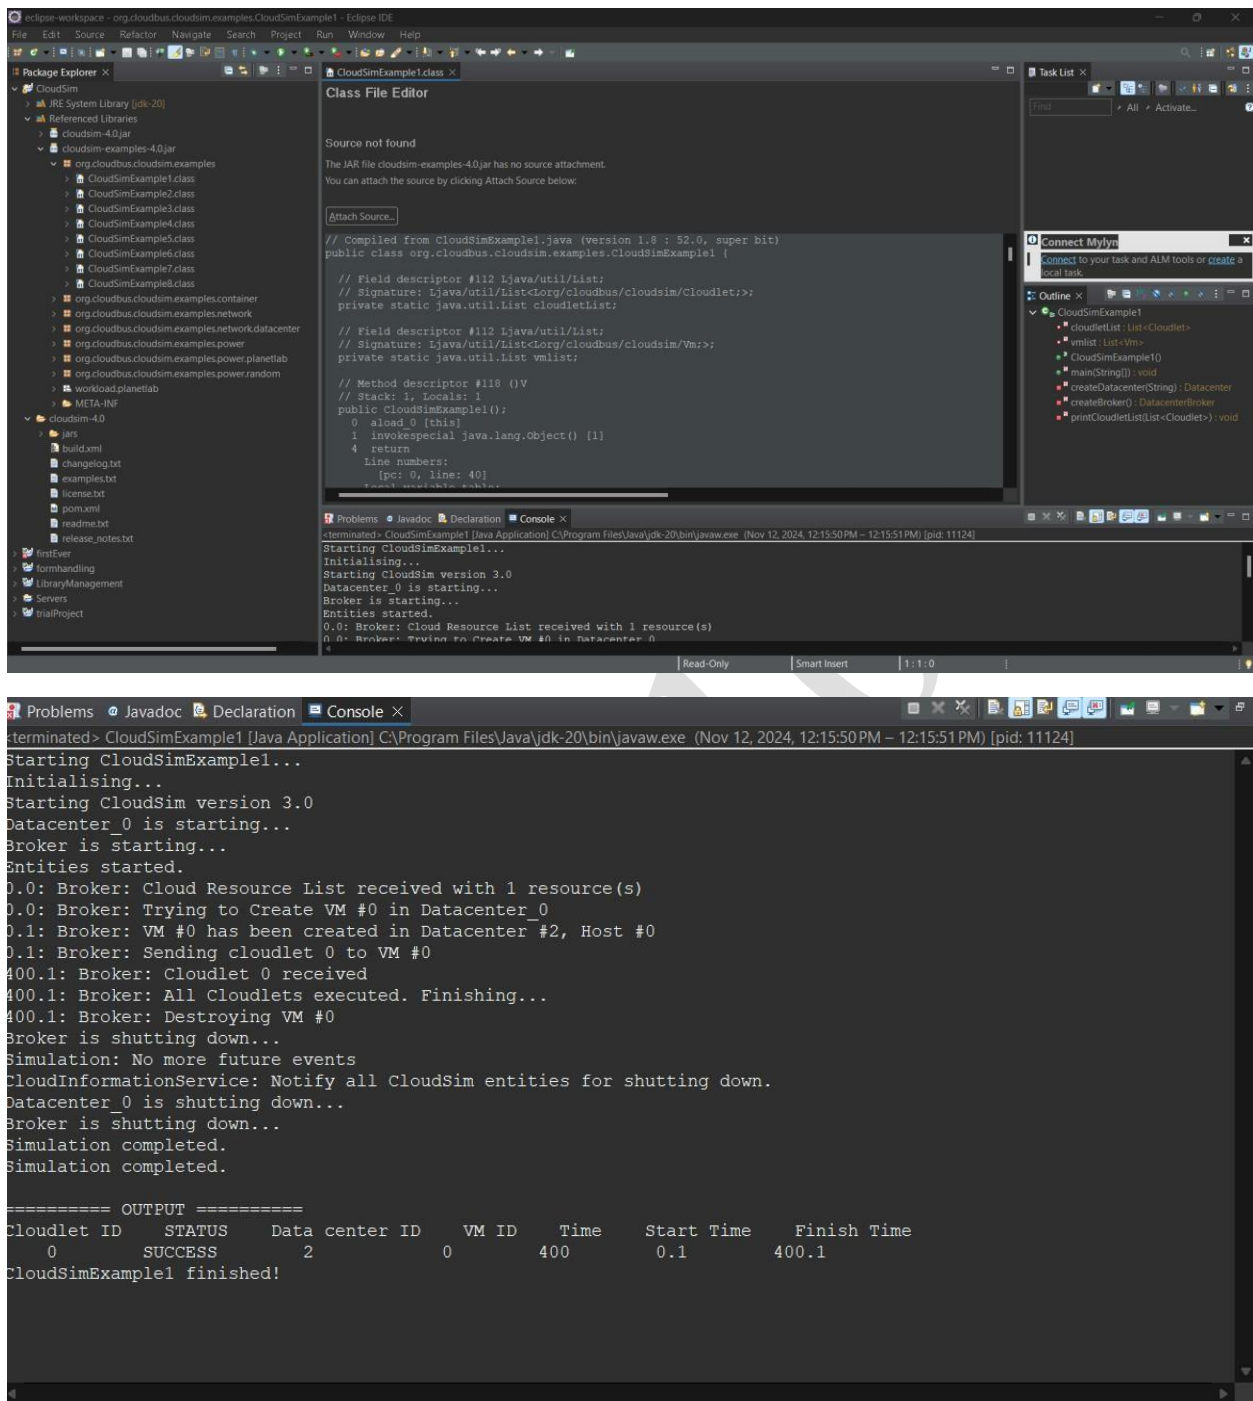 eclipse-workspace - org.cloudbus.cloudsim.examples.CloudSimExample1 - Eclipse IDE
File Edit Source Refactor Navigate Search Project Run Window Help
Package Explorer
CloudSim
JRE System Library [jdk-20]
Referenced Libraries
cloudsim-4.0.jar
cloudsim-examples-4.0.jar
org.cloudbus.cloudsim.examples
CloudSimExample1.class
CloudSimExample2.class
CloudSimExample3.class
CloudSimExample4.class
CloudSimExample5.class
CloudSimExample6.class
CloudSimExample7.class
CloudSimExample8.class
org.cloudbus.cloudsim.examples.container
org.cloudbus.cloudsim.examples.network
org.cloudbus.cloudsim.examples.network.datacenter
org.cloudbus.cloudsim.examples.power
org.cloudbus.cloudsim.examples.power.planetlab
org.cloudbus.cloudsim.examples.power.random
workload.planetlab
META-INF
cloudsim-4.0
jars
build.xml
changelog.txt
examples.txt
license.txt
pom.xml
readme.txt
release_notes.txt
firstEver
formhandling
LibraryManagement
Servers
trialProject
CloudSimExample1.class
Class File Editor
Source not found
The JAR file cloudsim-examples-4.0.jar has no source attachment.
You can attach the source by clicking Attach Source below:
Attach Source...
// Compiled from CloudSimExample1.java (version 1.8 : 52.0, super bit)
public class org.cloudbus.cloudsim.examples.CloudSimExample1 {
// Field descriptor #112 Ljava/util/List;
// Signature: Ljava/util/List<Lorg/cloudbus/cloudsim/Cloudlet;>;
private static java.util.List cloudletList;
// Field descriptor #112 Ljava/util/List;
// Signature: Ljava/util/List<Lorg/cloudbus/cloudsim/Vm;>;
private static java.util.List vmlist;
// Method descriptor #118 ()V
// Stack: 1, Locals: 1
public CloudSimExample1();
0 aload_0 [this]
1 invokespecial java.lang.Object() [1]
4 return
Line numbers:
[pc: 0, line: 40]
Local variable table:
Task List
Find All Activate...
Connect Mylyn
Connect to your task and ALM tools or create a
local task.
Outline
CloudSimExample1
cloudletList : List<Cloudlet>
vmlist : List<Vm>
CloudSimExample1()
main(String[]) : void
createDatacenter(String) : Datacenter
createBroker() : DatacenterBroker
printCloudletList(List<Cloudlet>) : void
Problems Javadoc Declaration Console
<terminated> CloudSimExample1 [Java Application] C:\Program Files\Java\jdk-20\bin\javaw.exe (Nov 12, 2024, 12:15:50 PM – 12:15:51 PM) [pid: 11124]
Starting CloudSimExample1...
Initialising...
Starting CloudSim version 3.0
Datacenter_0 is starting...
Broker is starting...
Entities started.
0.0: Broker: Cloud Resource List received with 1 resource(s)
0.0: Broker: Trying to Create VM #0 in Datacenter_0
Read-Only Smart Insert 1 : 1 : 0
Problems Javadoc Declaration Console
<terminated> CloudSimExample1 [Java Application] C:\Program Files\Java\jdk-20\bin\javaw.exe (Nov 12, 2024, 12:15:50 PM – 12:15:51 PM) [pid: 11124]
Starting CloudSimExample1...
Initialising...
Starting CloudSim version 3.0
Datacenter_0 is starting...
Broker is starting...
Entities started.
0.0: Broker: Cloud Resource List received with 1 resource(s)
0.0: Broker: Trying to Create VM #0 in Datacenter_0
0.1: Broker: VM #0 has been created in Datacenter #2, Host #0
0.1: Broker: Sending cloudlet 0 to VM #0
400.1: Broker: Cloudlet 0 received
400.1: Broker: All Cloudlets executed. Finishing...
400.1: Broker: Destroying VM #0
Broker is shutting down...
Simulation: No more future events
CloudInformationService: Notify all CloudSim entities for shutting down.
Datacenter_0 is shutting down...
Broker is shutting down...
Simulation completed.
Simulation completed.
========== OUTPUT ==========
Cloudlet ID STATUS Data center ID VM ID Time Start Time Finish Time
0 SUCCESS 2 0 400 0.1 400.1
CloudSimExample1 finished!